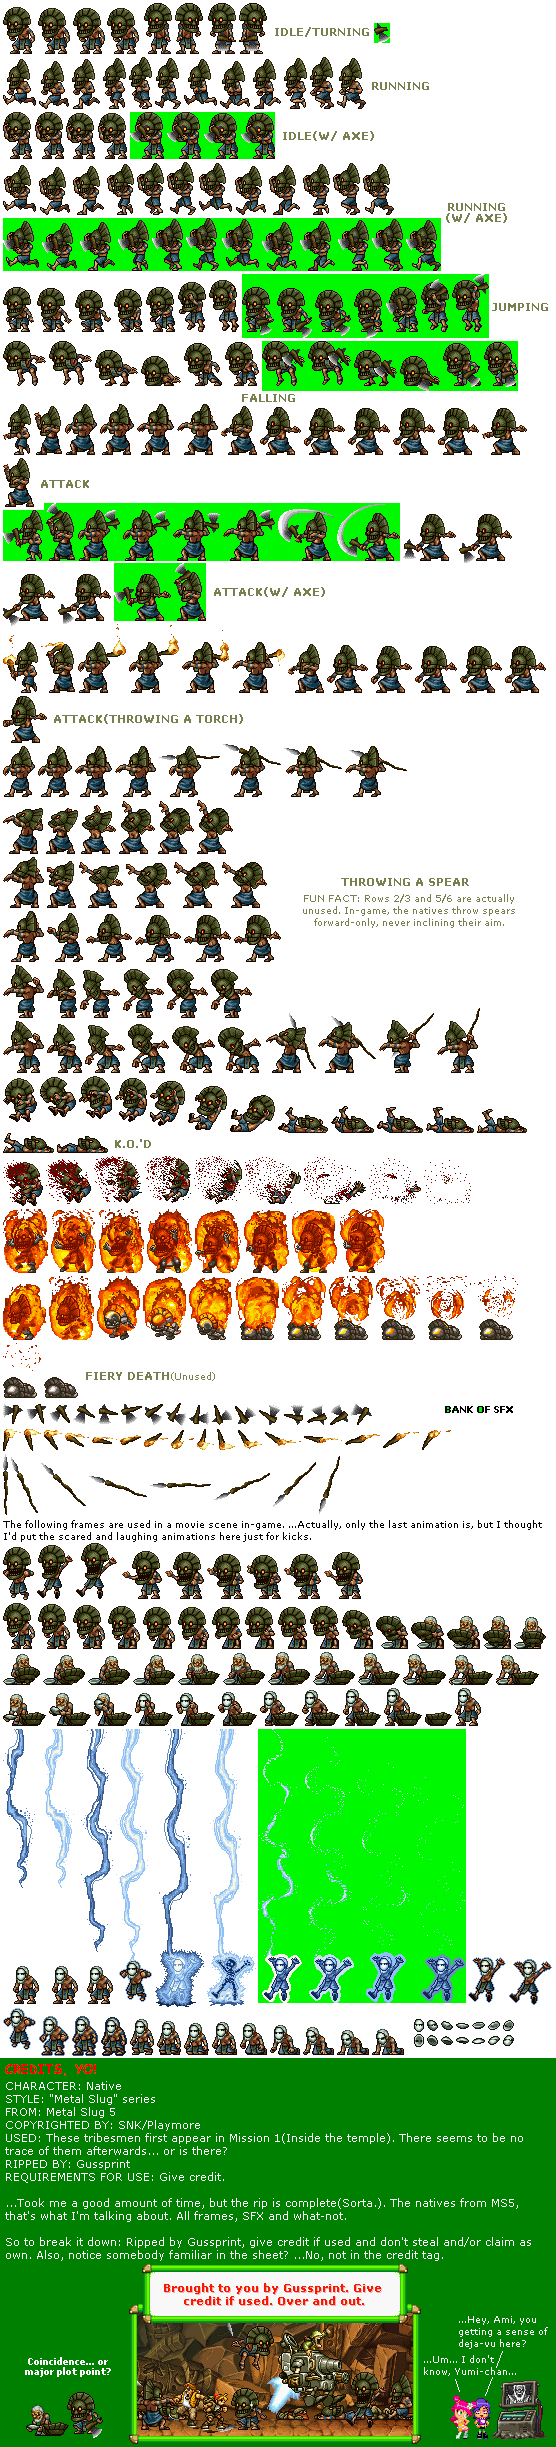 IDLE/TURNING
RUNNING
IDLE(W/ AXE)
RUNNING
(W/ AXE)
JUMPING
FALLING
ATTACK
ATTACK(W/ AXE)
ATTACK(THROWING A TORCH)
THROWING A SPEAR
FUN FACT: Rows 2/3 and 5/6 are actually
unused. In-game, the natives throw spears
forward-only, never inclining their aim.
K.O.'D
FIERY DEATH(Unused)
BANK OF SFX
The following frames are used in a movie scene in-game. ...Actually, only the last animation is, but I thought
I'd put the scared and laughing animations here just for kicks.
CREDITS, YO!
CHARACTER: Native
STYLE: "Metal Slug" series
FROM: Metal Slug 5
COPYRIGHTED BY: SNK/Playmore
USED: These tribesmen first appear in Mission 1(Inside the temple). There seems to be no
trace of them afterwards... or is there?
RIPPED BY: Gussprint
REQUIREMENTS FOR USE: Give credit.
...Took me a good amount of time, but the rip is complete(Sorta.). The natives from MS5,
that's what I'm talking about. All frames, SFX and what-not.
So to break it down: Ripped by Gussprint, give credit if used and don't steal and/or claim as
own. Also, notice somebody familiar in the sheet? ...No, not in the credit tag.
Brought to you by Gussprint. Give
credit if used. Over and out.
...Hey, Ami, you
getting a sense of
deja-vu here?
...Um... I don't
know, Yumi-chan...
Coincidence... or
major plot point?